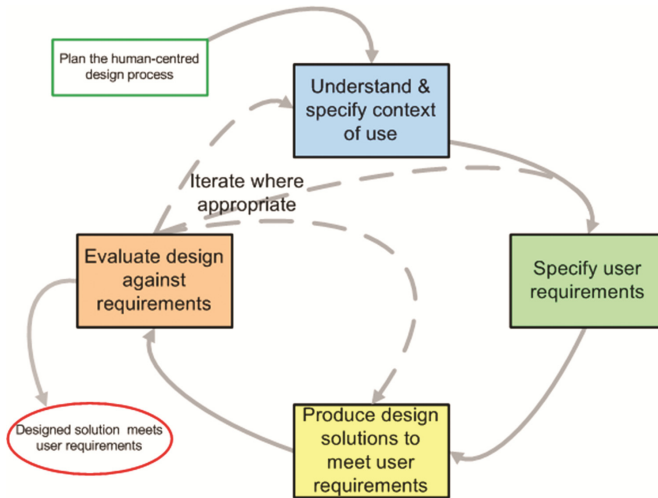 Plan the human-centred
design process
Understand &
specify context
of use
Iterate where
appropriate
Evaluate design
against
requirements
Specify user
requirements
Designed solution meets
user requirements
Produce design
solutions to
meet user
requirements